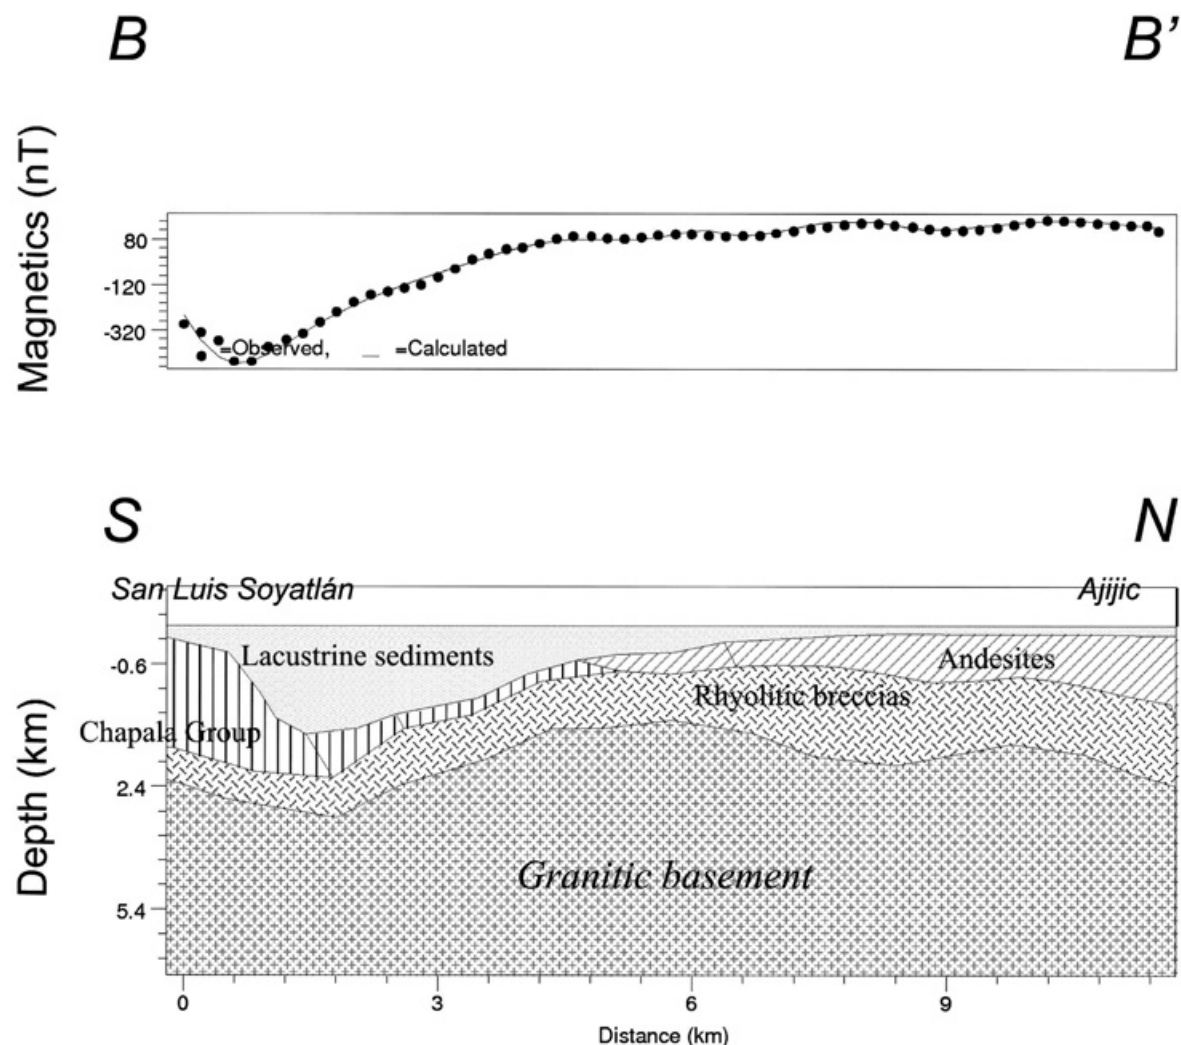 B B’
Magnetics (nT)
80
-120
-320
=Observed, __ =Calculated
S N
San Luis Soyatlán Ajijic
Depth (km)
-0.6
2.4
5.4
Lacustrine sediments
Andesites
Rhyolitic breccias
Chapala Group
Granitic basement
0 3 6 9
Distance (km)